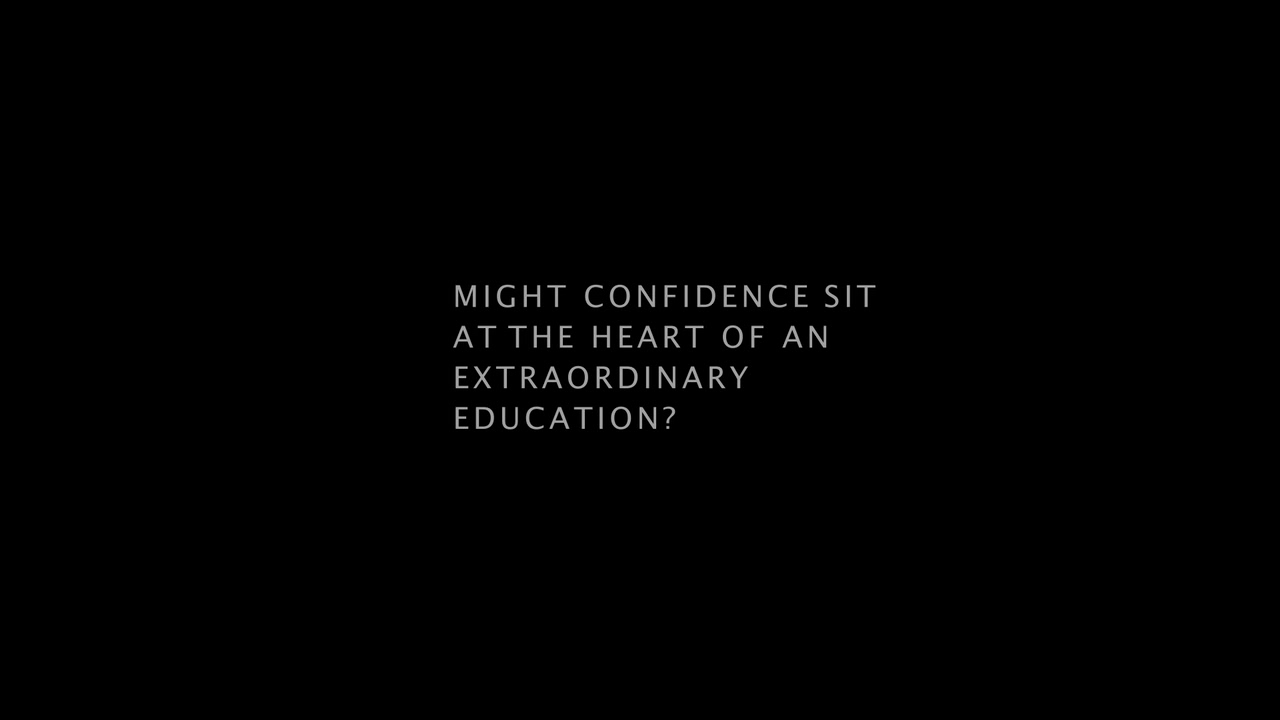 MIGHT CONFIDENCE SIT
AT THE HEART OF AN
EXTRAORDINARY
EDUCATION?